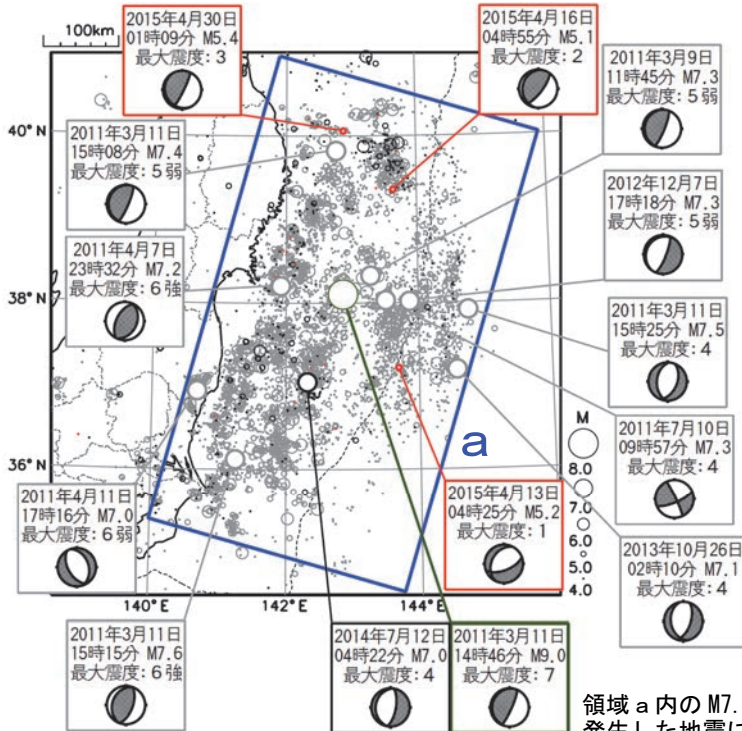 100km
2015年4月30日
01時09分 M5.4
最大震度：3
2015年4月16日
04時55分 M5.1
最大震度：2
2011年3月9日
11時45分 M7.3
最大震度：5弱
40°N
2011年3月11日
15時08分 M7.4
最大震度：5弱
2012年12月7日
17時18分 M7.3
最大震度：5弱
2011年4月7日
23時32分 M7.2
最大震度：6強
38°N
2011年3月11日
15時25分 M7.5
最大震度：4
2011年7月10日
09時57分 M7.3
最大震度：4
a
M
8.0
7.0
6.0
5.0
4.0
36°N
2011年4月11日
17時16分 M7.0
最大震度：6弱
2015年4月13日
04時25分 M5.2
最大震度：1
2013年10月26日
02時10分 M7.1
最大震度：4
140°E
142°E
144°E
2011年3月11日
15時15分 M7.6
最大震度：6強
2014年7月12日
04時22分 M7.0
最大震度：4
2011年3月11日
14時46分 M9.0
最大震度：7
領域a内のM7.
発生した地震に